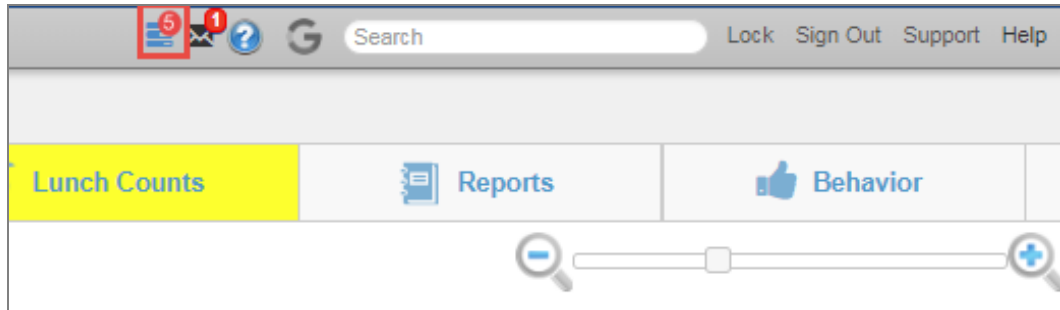 5 1 ? G Search Lock Sign Out Support Help
Lunch Counts Reports Behavior